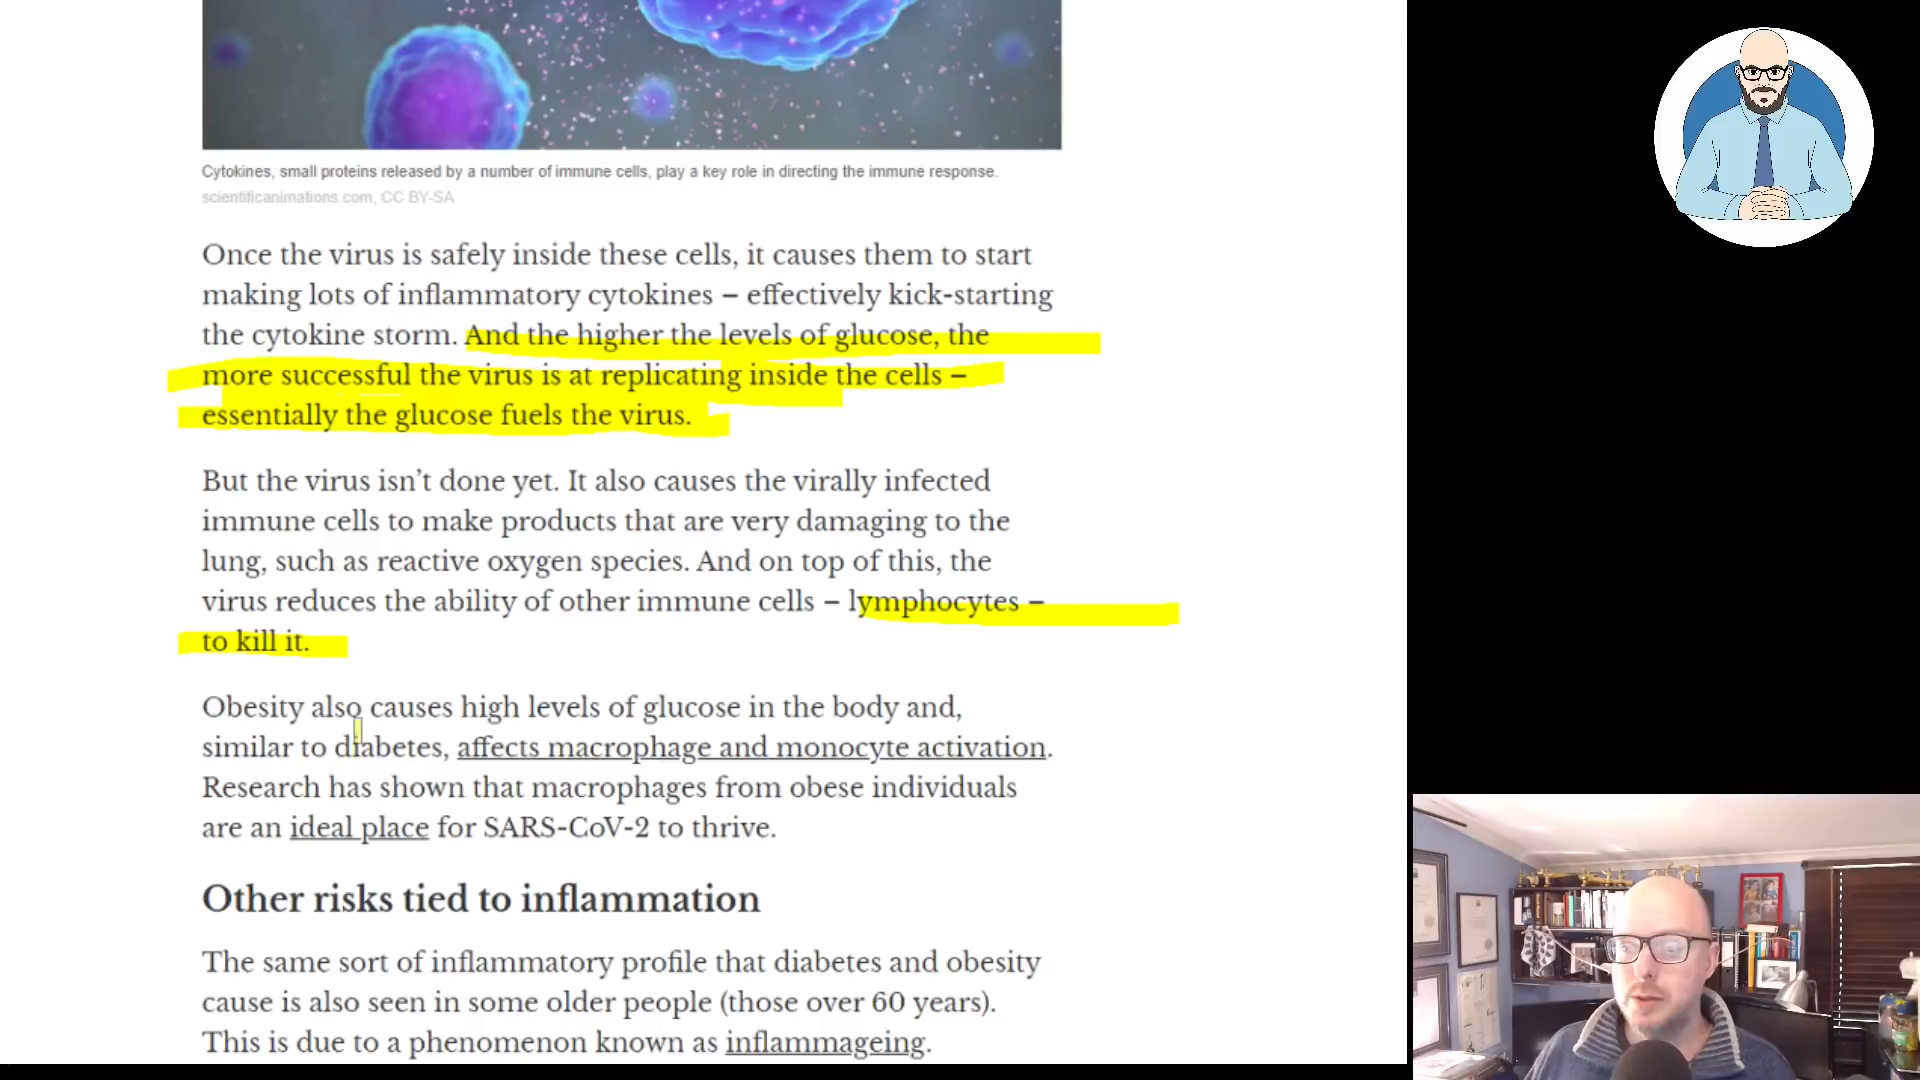 Cytokines, small proteins released by a number of immune cells, play a key role in directing the immune response.
scientificanimations.com, CC BY-SA
Once the virus is safely inside these cells, it causes them to start
making lots of inflammatory cytokines – effectively kick-starting
the cytokine storm. And the higher the levels of glucose, the
more successful the virus is at replicating inside the cells –
essentially the glucose fuels the virus.
But the virus isn’t done yet. It also causes the virally infected
immune cells to make products that are very damaging to the
lung, such as reactive oxygen species. And on top of this, the
virus reduces the ability of other immune cells – lymphocytes –
to kill it.
Obesity also causes high levels of glucose in the body and,
similar to diabetes, affects macrophage and monocyte activation.
Research has shown that macrophages from obese individuals
are an ideal place for SARS-CoV-2 to thrive.
Other risks tied to inflammation
The same sort of inflammatory profile that diabetes and obesity
cause is also seen in some older people (those over 60 years).
This is due to a phenomenon known as inflammageing.